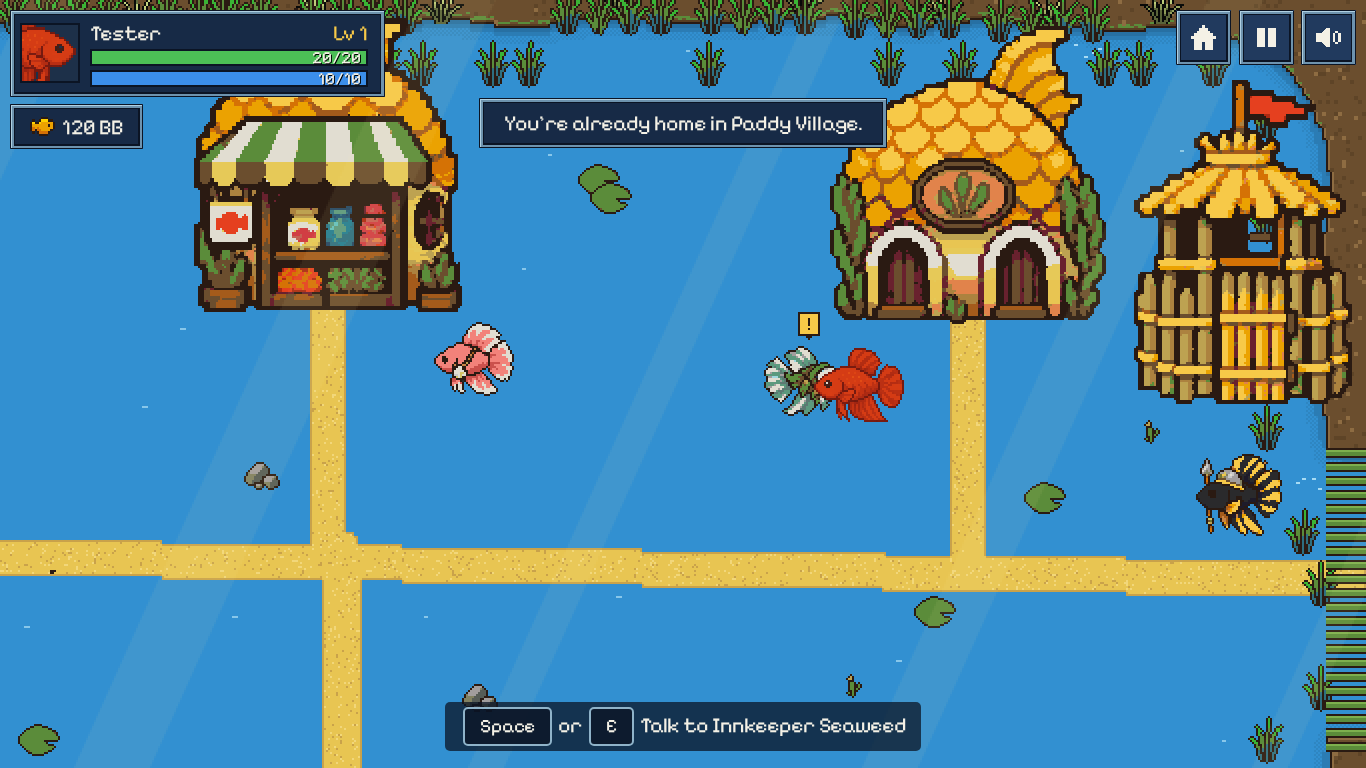 Tester Lv 1
20/20
10/10
120 BB
You're already home in Paddy Village.
!
Space or E Talk to Innkeeper Seaweed